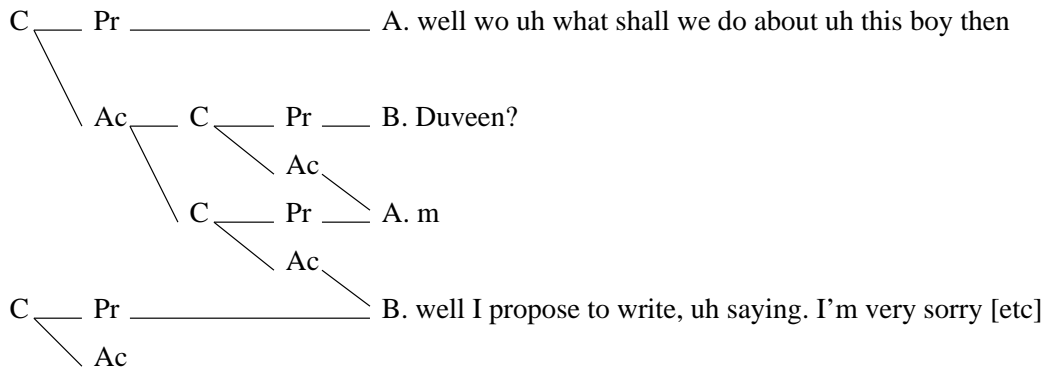 C Pr A. well wo uh what shall we do about uh this boy then
Ac C Pr B. Duveen?
Ac
C Pr A. m
Ac
C Pr B. well I propose to write, uh saying. I'm very sorry [etc]
Ac